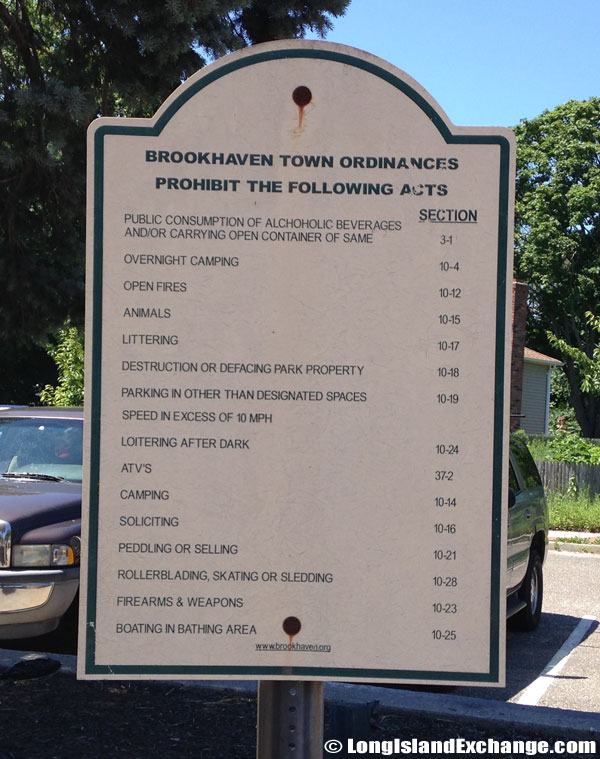 BROOKHAVEN TOWN ORDINANCES
PROHIBIT THE FOLLOWING ACTS
SECTION
PUBLIC CONSUMPTION OF ALCHOHOLIC BEVERAGES
AND/OR CARRYING OPEN CONTAINER OF SAME 3-1
OVERNIGHT CAMPING 10-4
OPEN FIRES 10-12
ANIMALS 10-15
LITTERING 10-17
DESTRUCTION OR DEFACING PARK PROPERTY 10-18
PARKING IN OTHER THAN DESIGNATED SPACES 10-19
SPEED IN EXCESS OF 10 MPH
LOITERING AFTER DARK 10-24
ATV'S 37-2
CAMPING 10-14
SOLICITING 10-16
PEDDLING OR SELLING 10-21
ROLLERBLADING, SKATING OR SLEDDING 10-28
FIREARMS & WEAPONS 10-23
BOATING IN BATHING AREA 10-25
www.brookhaven.org
© LongIslandExchange.com